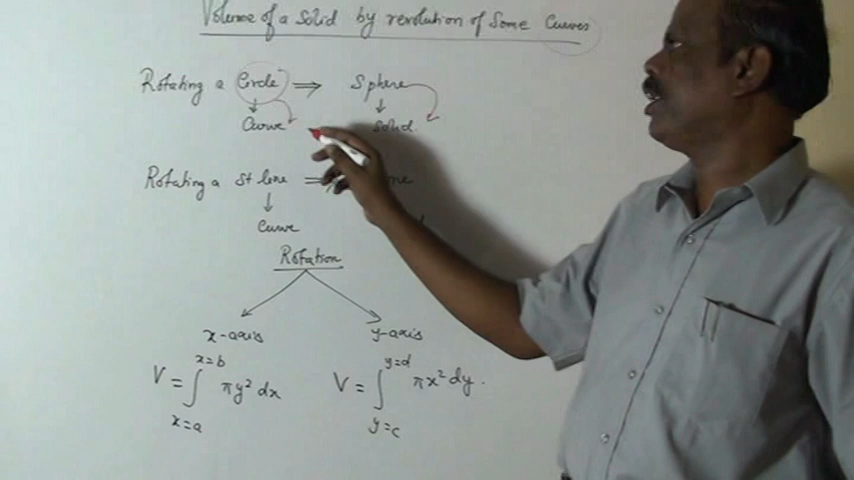 Volume of a Solid by revolution of Some Curves
Rotating a Circle ⇒ Sphere
↓ ↓
Curve Solid.
Rotating a St line ⇒
↓
Curve
Rotation
x-axis y-axis
V = ∫_{x=a}^{x=b} πy² dx V = ∫_{y=c}^{y=d} πx² dy.